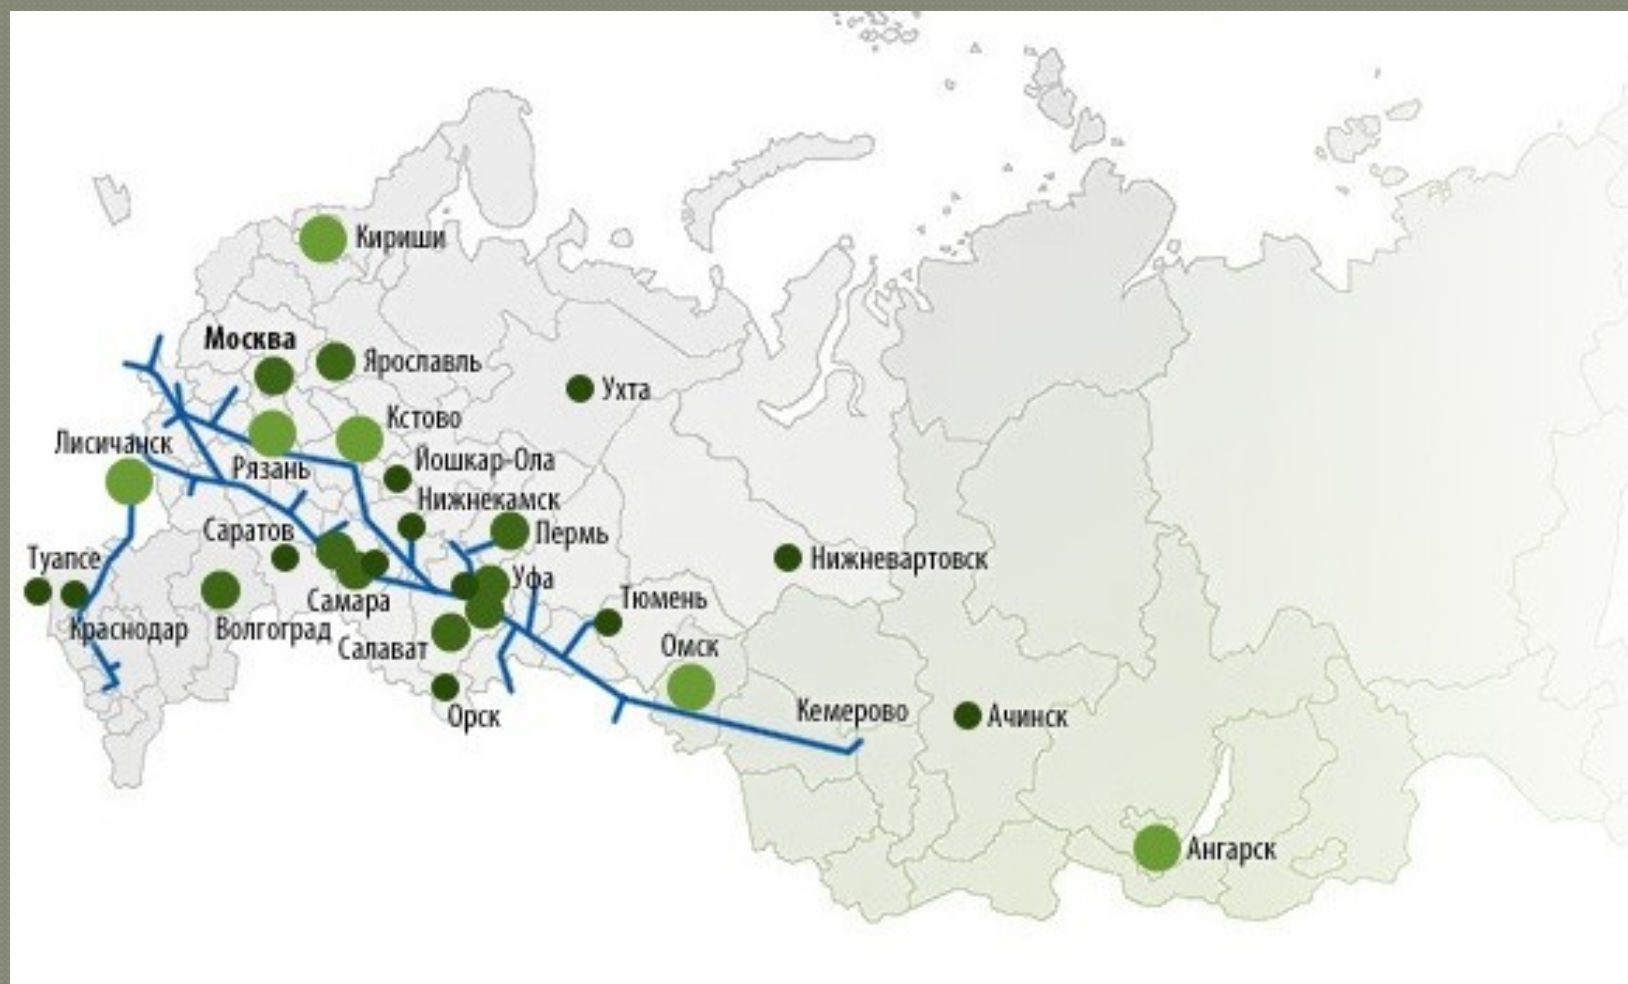 Кириши
Москва
Ярославль
Ухта
Кстово
Лисичанск
Рязань
Йошкар-Ола
Нижнекамск
Саратов
Пермь
Туапсе
Нижневартовск
Уфа
Самара
Тюмень
Краснодар
Волгоград
Салават
Омск
Орск
Кемерово
Ачинск
Ангарск